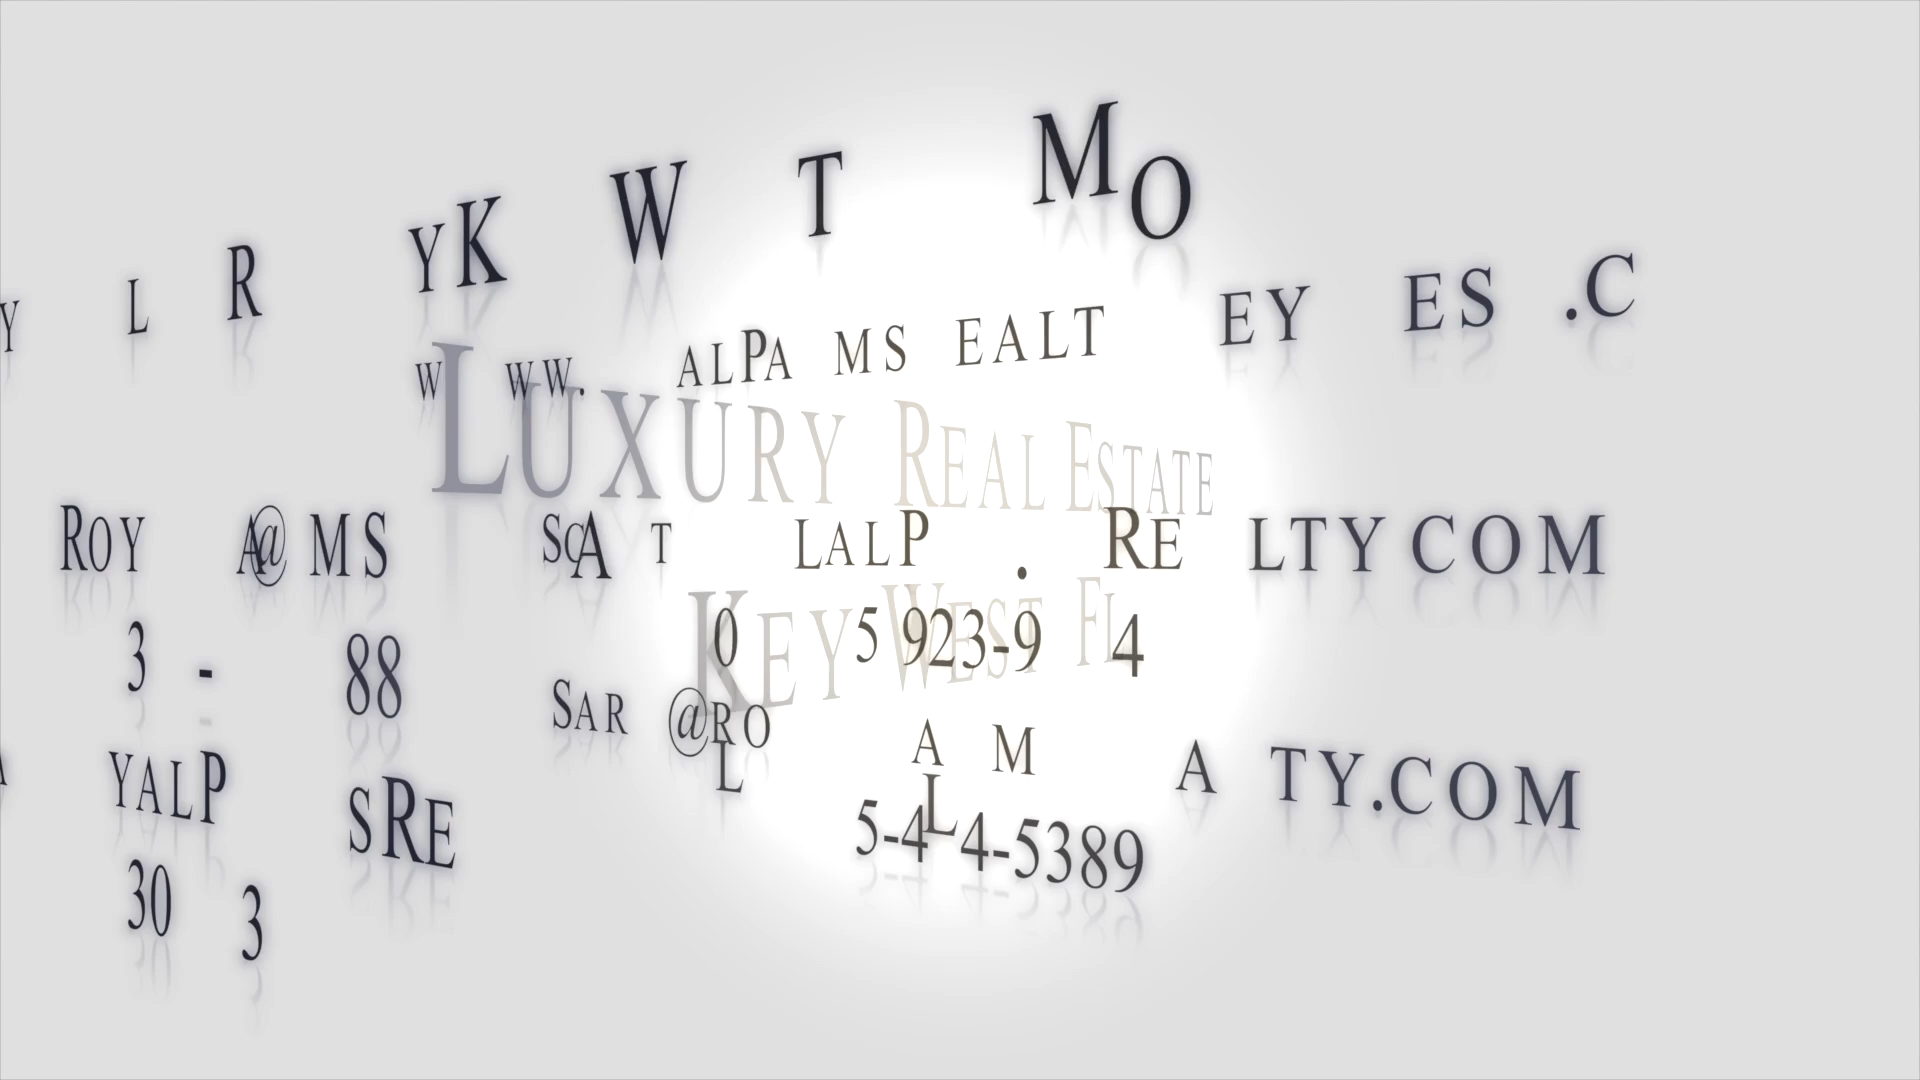 Y L R YK W T MO EY ES .C
W WW. ALPA MS EALT
LUXURY REAL ESTATE
ROY A@ MS SCA T LALP . RE LTY COM
KEY WEST FL
3 - 88 0 5 923-9 4
SAR @RO A M A TY.COM
YALP SRE L L
5-4 4-5389
30 3